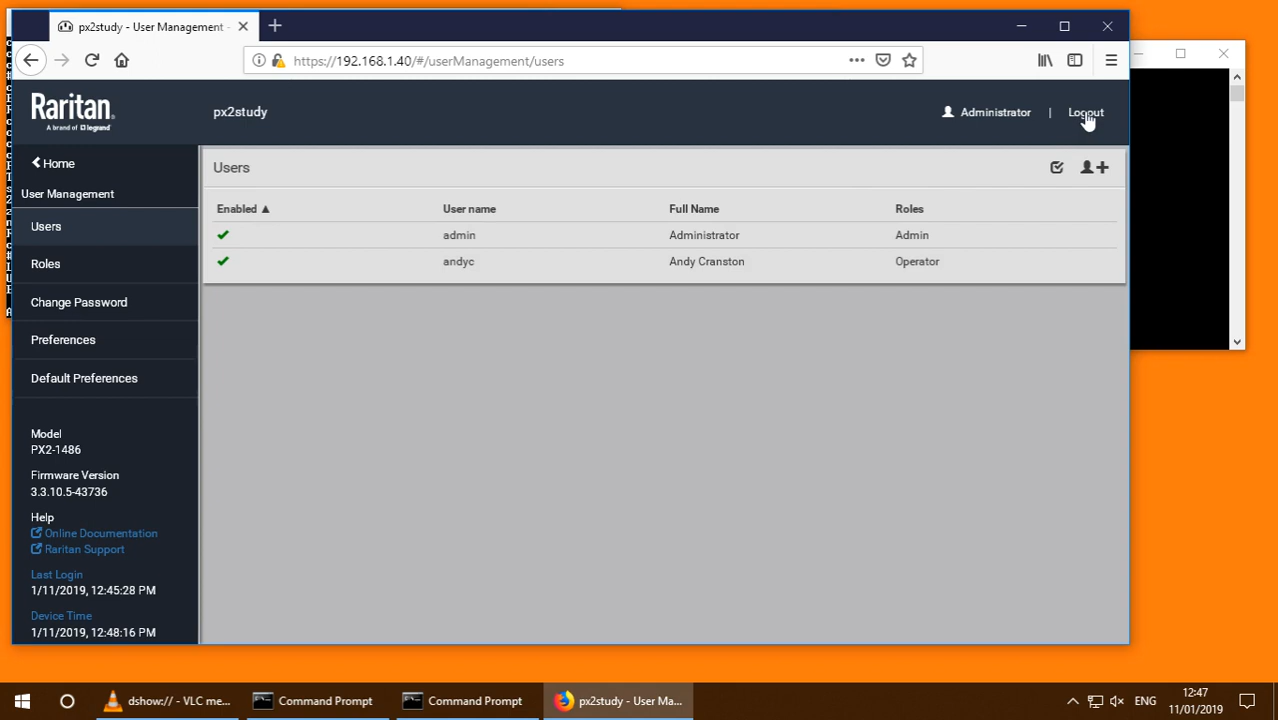 px2study - User Management -
https://192.168.1.40/#/userManagement/users
Raritan.
A brand of legrand
px2study
Administrator | Logout
Home
User Management
Users
Roles
Change Password
Preferences
Default Preferences
Model
PX2-1486
Firmware Version
3.3.10.5-43736
Help
Online Documentation
Raritan Support
Last Login
1/11/2019, 12:45:28 PM
Device Time
1/11/2019, 12:48:16 PM
Users
Enabled ▲ User name Full Name Roles
admin Administrator Admin
andyc Andy Cranston Operator
dshow:// - VLC me...
Command Prompt
Command Prompt
px2study - User Ma...
ENG
12:47
11/01/2019